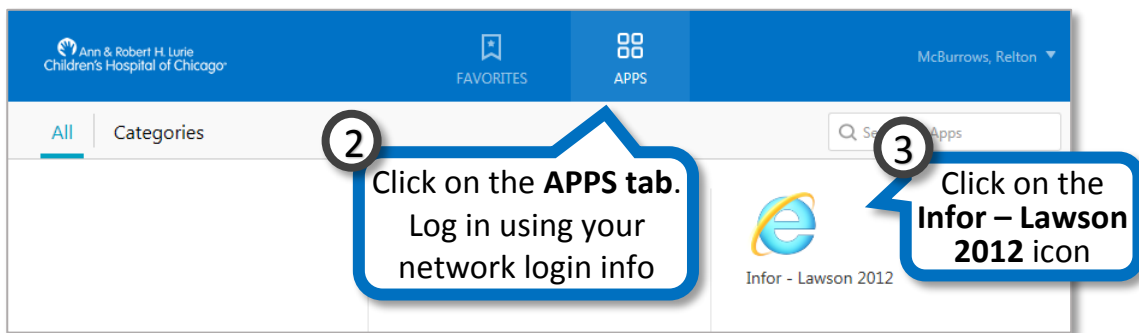 Ann & Robert H. Lurie
Children's Hospital of Chicago
FAVORITES
APPS
McBurrows, Relton
All
Categories
Apps
2
Click on the APPS tab.
Log in using your
network login info
3
Click on the
Infor – Lawson
2012 icon
Infor - Lawson 2012